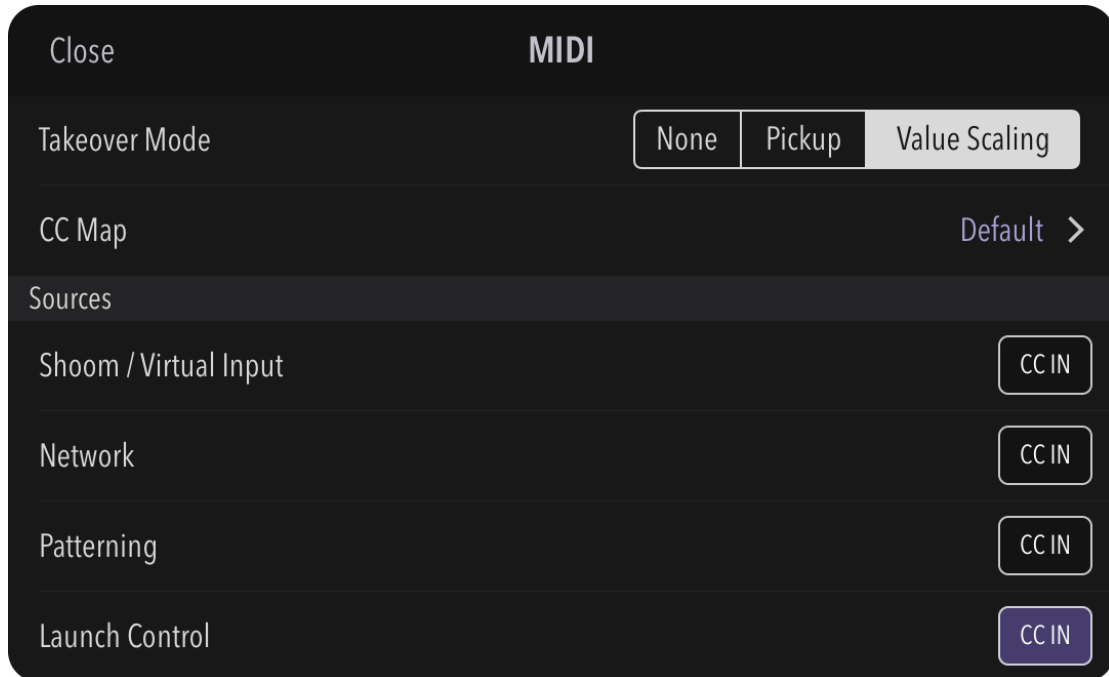 Close MIDI
Takeover Mode None Pickup Value Scaling
CC Map Default
Sources
Shoom / Virtual Input CC IN
Network CC IN
Patterning CC IN
Launch Control CC IN